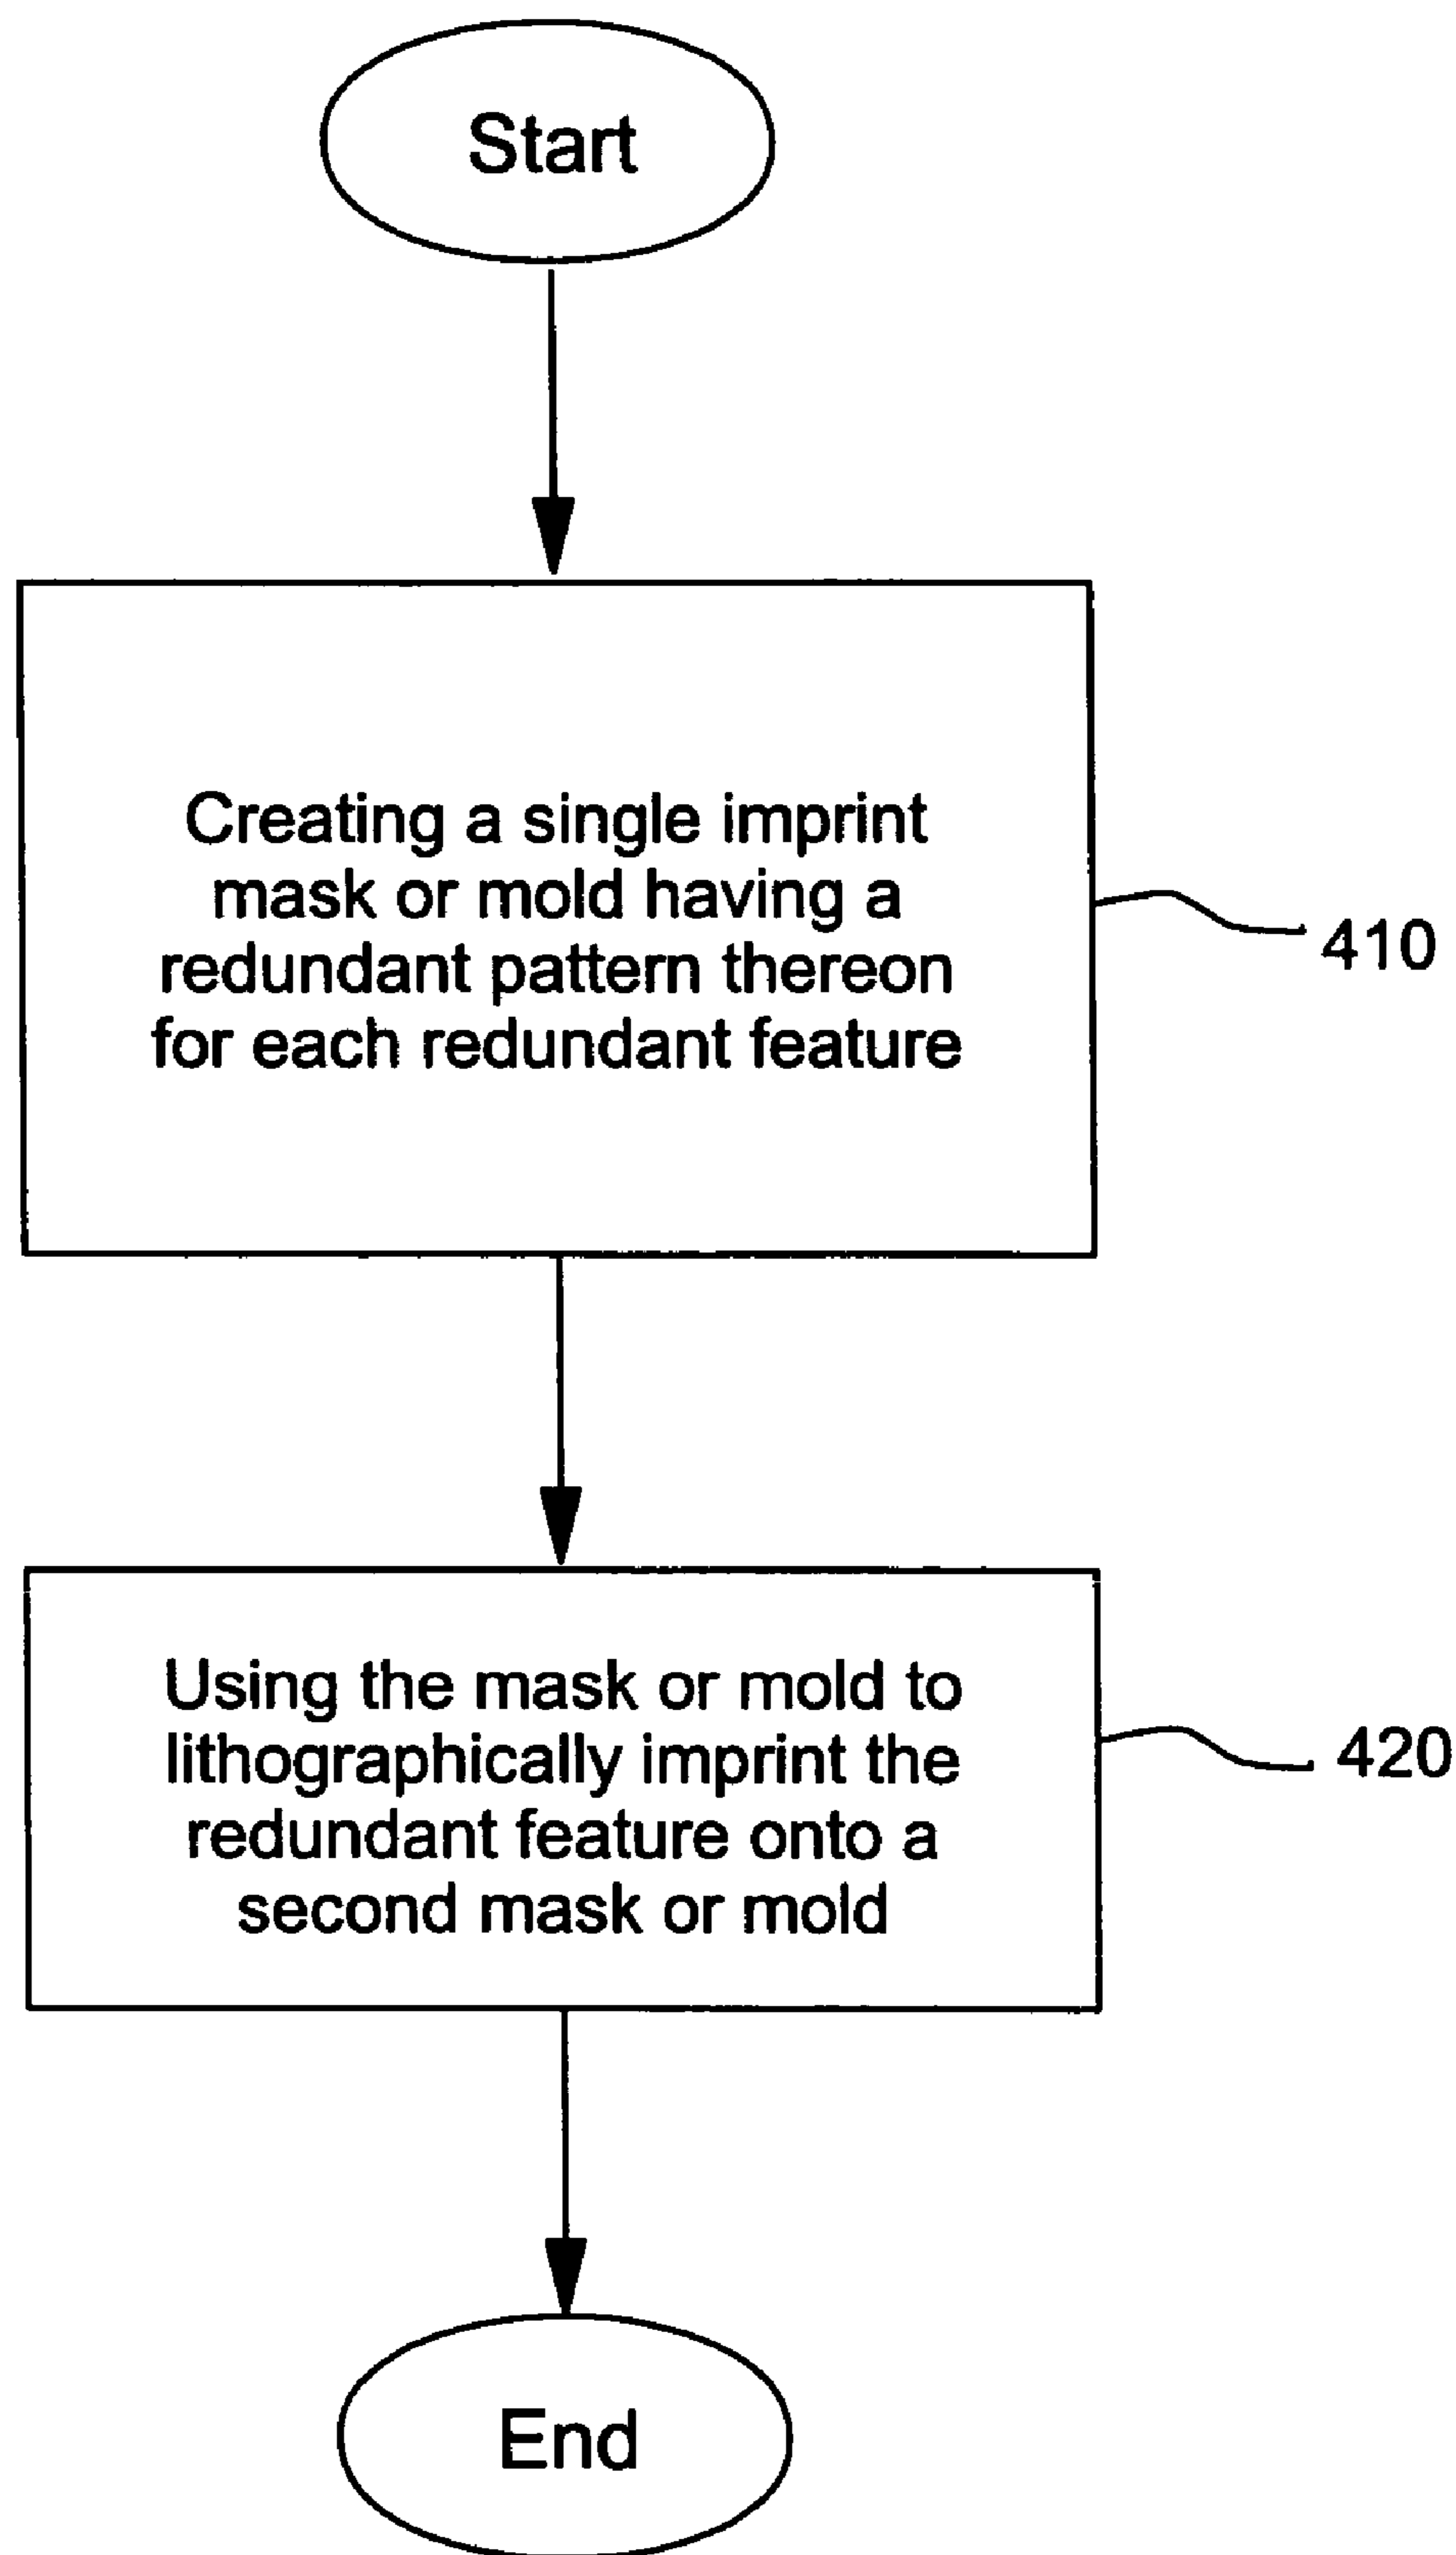 Start
Creating a single imprint
mask or mold having a
redundant pattern thereon
for each redundant feature
410
Using the mask or mold to
lithographically imprint the
redundant feature onto a
second mask or mold
420
End